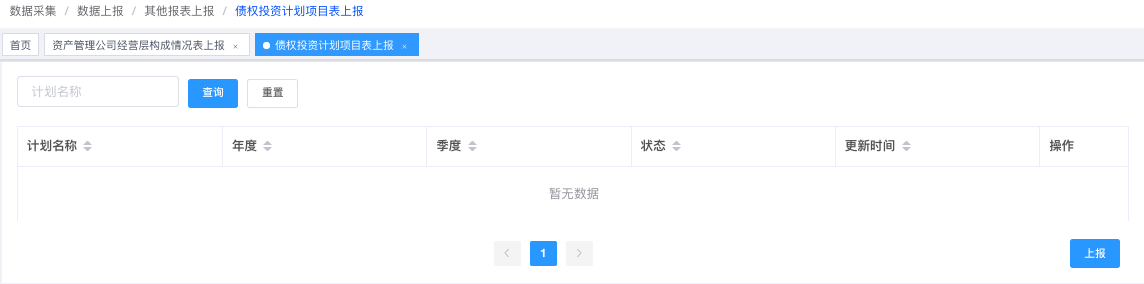 数据采集 / 数据上报 / 其他报表上报 / 债权投资计划项目表上报
首页 资产管理公司经营层构成情况表上报 × 债权投资计划项目表上报 ×
计划名称 查询 重置
计划名称 年度 季度 状态 更新时间 操作
暂无数据
1 上报